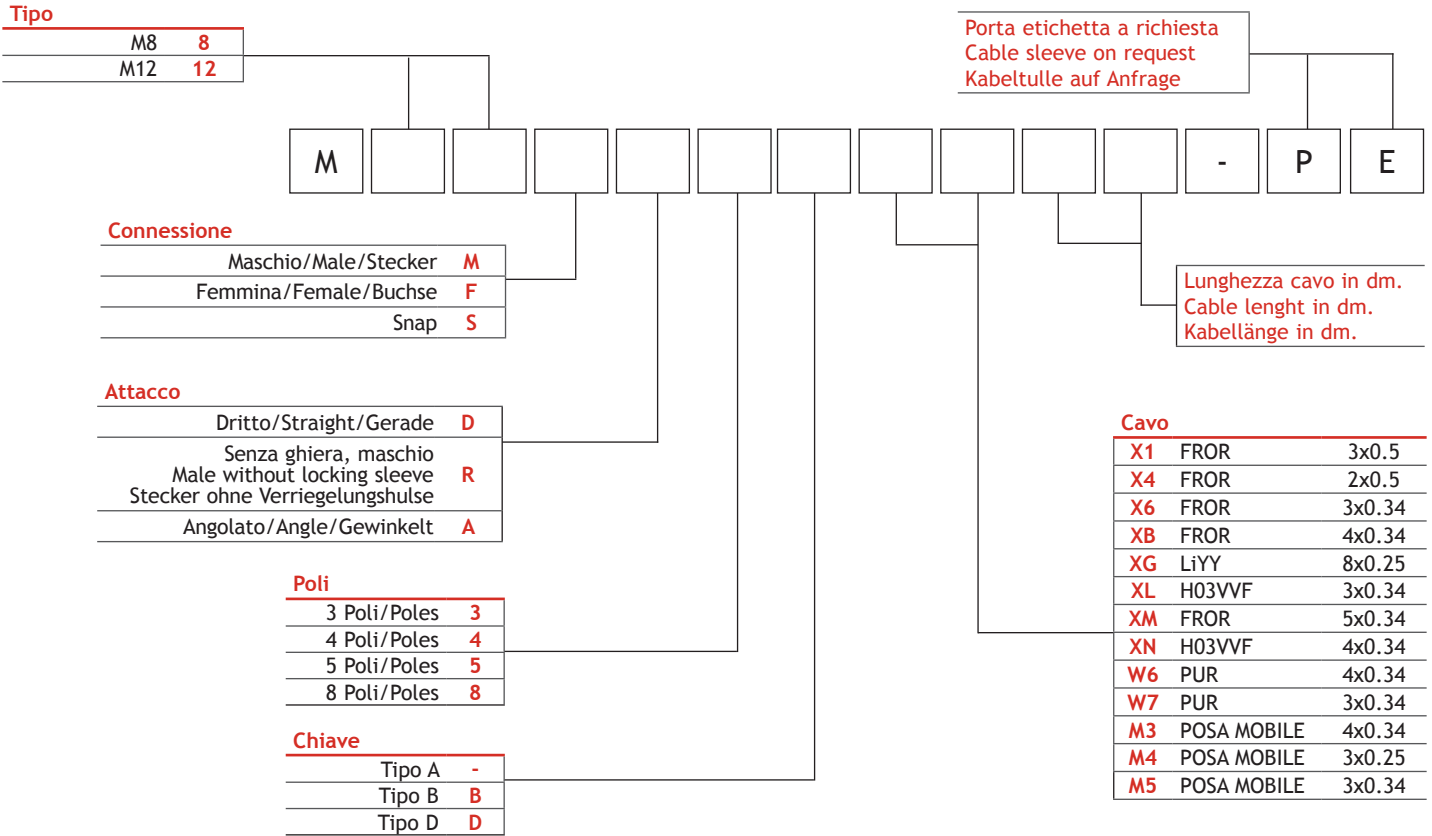 Tipo
M8 8
M12 12
Porta etichetta a richiesta
Cable sleeve on request
Kabeltulle auf Anfrage
M - P E
Connessione
Maschio/Male/Stecker M
Femmina/Female/Buchse F
Snap S
Lunghezza cavo in dm.
Cable lenght in dm.
Kabellänge in dm.
Attacco
Dritto/Straight/Gerade D
Senza ghiera, maschio
Male without locking sleeve R
Stecker ohne Verriegelungshulse
Angolato/Angle/Gewinkelt A
Poli
3 Poli/Poles 3
4 Poli/Poles 4
5 Poli/Poles 5
8 Poli/Poles 8
Chiave
Tipo A -
Tipo B B
Tipo D D
Cavo
X1 FROR 3x0.5
X4 FROR 2x0.5
X6 FROR 3x0.34
XB FROR 4x0.34
XG LiYY 8x0.25
XL H03VVF 3x0.34
XM FROR 5x0.34
XN H03VVF 4x0.34
W6 PUR 4x0.34
W7 PUR 3x0.34
M3 POSA MOBILE 4x0.34
M4 POSA MOBILE 3x0.25
M5 POSA MOBILE 3x0.34